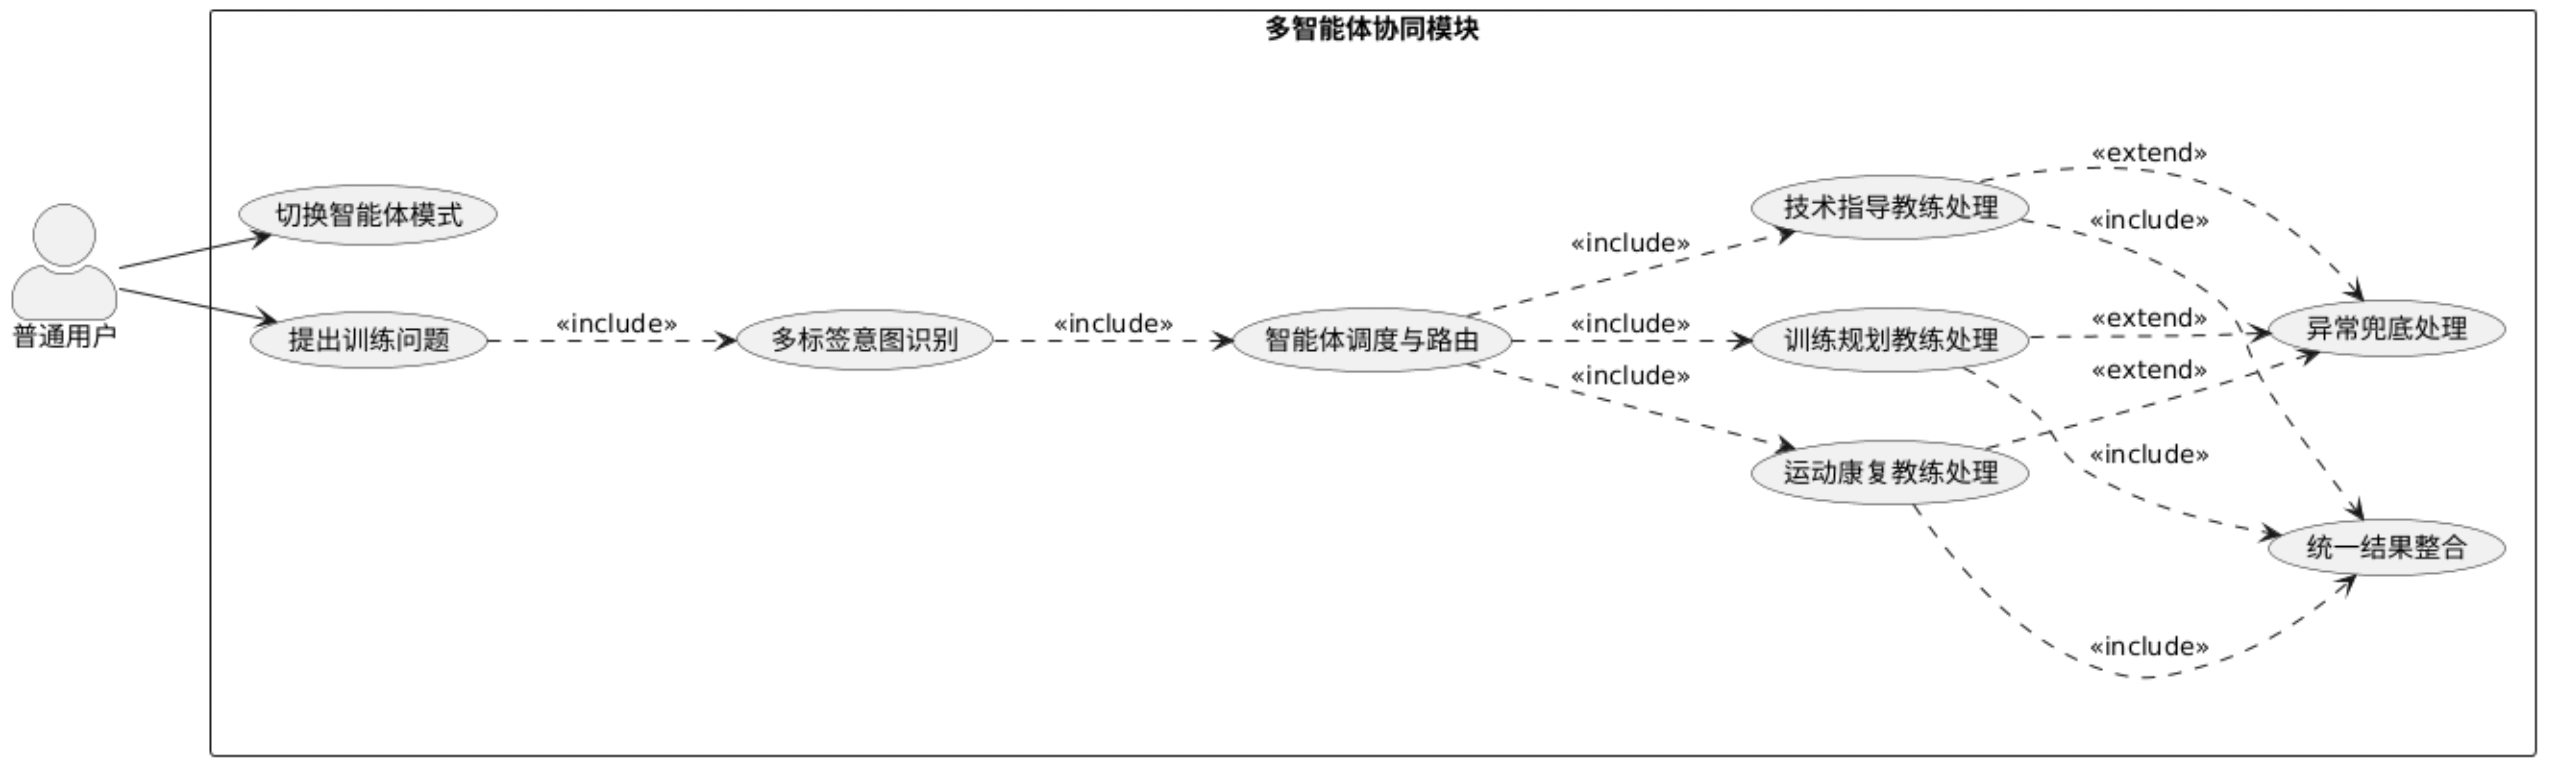 多智能体协同模块
普通用户
切换智能体模式
提出训练问题
«include»
多标签意图识别
«include»
智能体调度与路由
«include»
«include»
«include»
技术指导教练处理
训练规划教练处理
运动康复教练处理
«extend»
«include»
«extend»
«extend»
«include»
«include»
异常兜底处理
统一结果整合